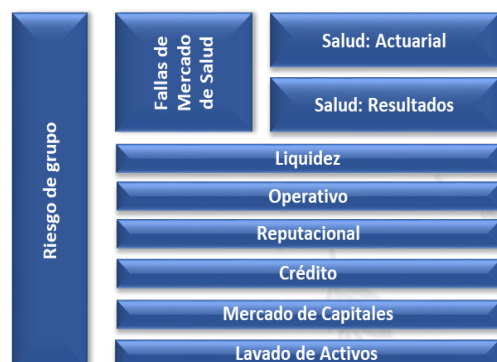 Riesgo de grupo
Fallas de
Mercado
de Salud
Salud: Actuarial
Salud: Resultados
Liquidez
Operativo
Reputacional
Crédito
Mercado de Capitales
Lavado de Activos